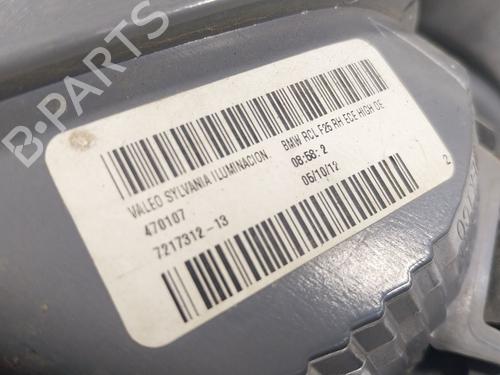 B-PARTS
VALEO SYLVANIA ILUMINACION
BMW RCL F25 RH ECE HIGH OE
470107
08:58: 2
7217312-13
05/10/12
2